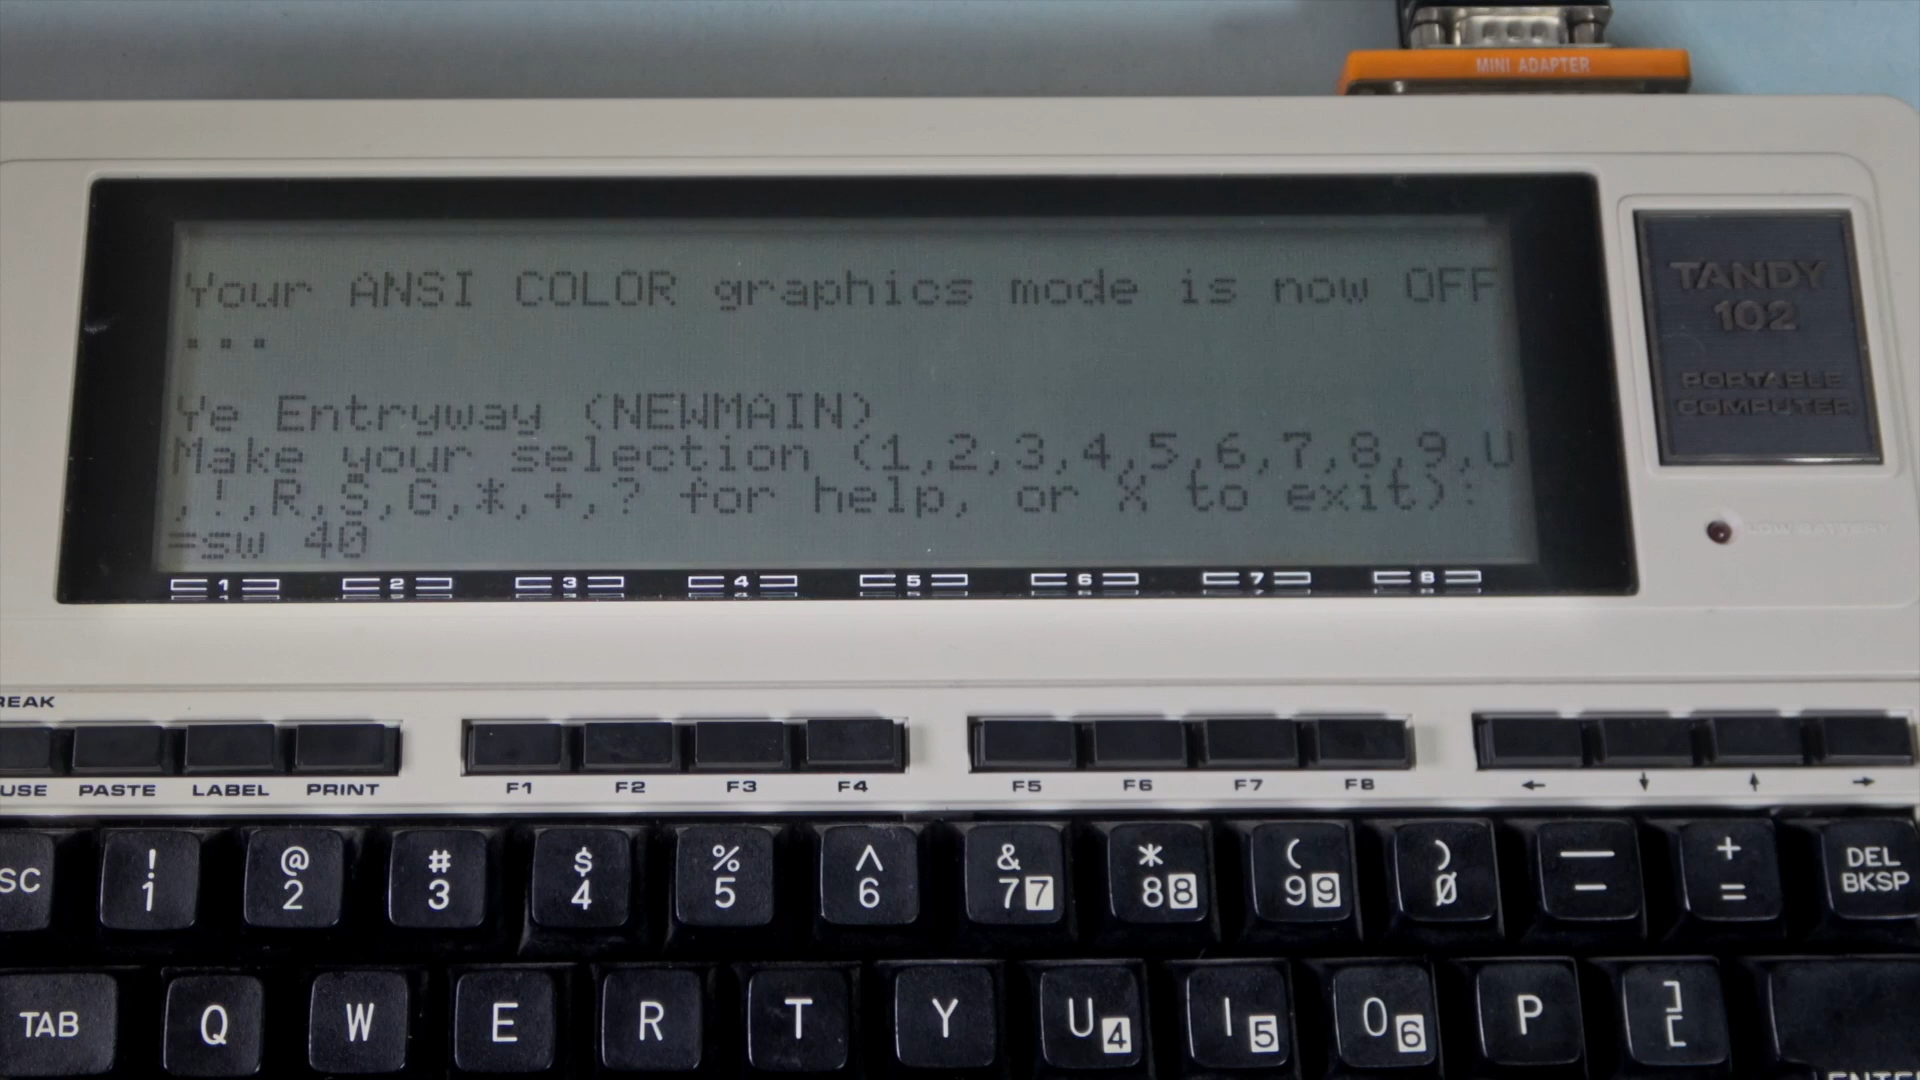 MINI ADAPTER
Your ANSI COLOR graphics mode is now OFF
...
Ye Entryway (NEWMAIN)
Make your selection (1,2,3,4,5,6,7,8,9,U
,!,R,S,G,*,+,? for help, or X to exit):
=sw 40
TANDY
102
PORTABLE
COMPUTER
LOW BATTERY
1 2 3 4 5 6 7 8
REAK
USE PASTE LABEL PRINT F1 F2 F3 F4 F5 F6 F7 F8 ← ↓ ↑ →
SC ! 1 @ 2 # 3 $ 4 % 5 ^ 6 & 7 7 * 8 8 ( 9 9 ) 0 — - + = DEL BKSP
TAB Q W E R T Y U 4 I 5 O 6 P ] [
ENTE